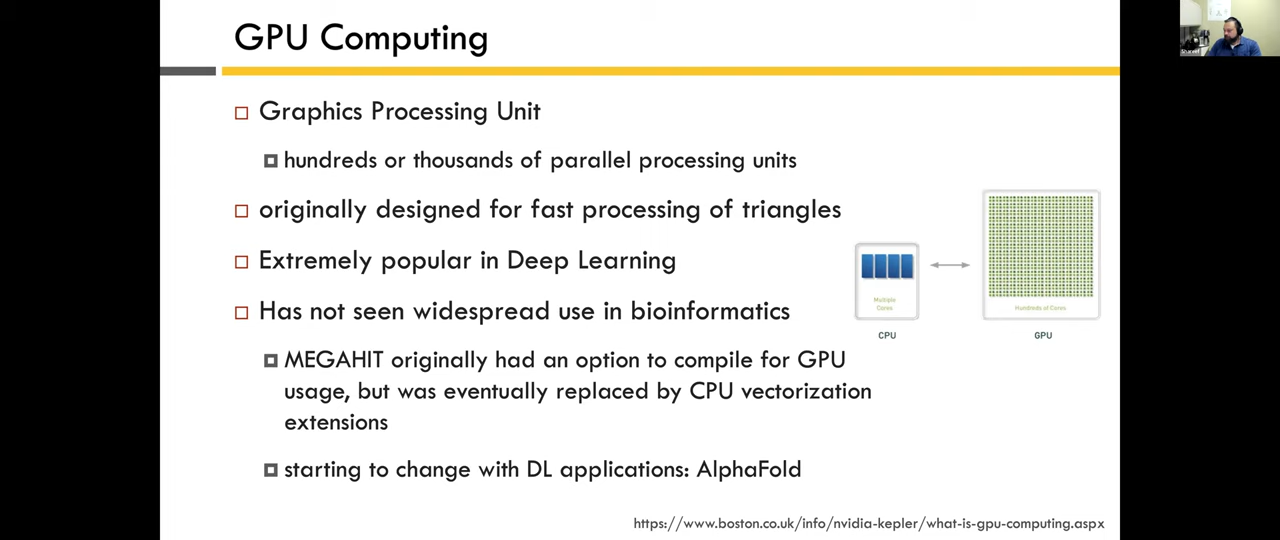 GPU Computing
Graphics Processing Unit
hundreds or thousands of parallel processing units
originally designed for fast processing of triangles
Extremely popular in Deep Learning
Has not seen widespread use in bioinformatics
MEGAHIT originally had an option to compile for GPU
usage, but was eventually replaced by CPU vectorization
extensions
starting to change with DL applications: AlphaFold
Multiple
Cores
CPU
Hundreds of Cores
GPU
https://www.boston.co.uk/info/nvidia-kepler/what-is-gpu-computing.aspx